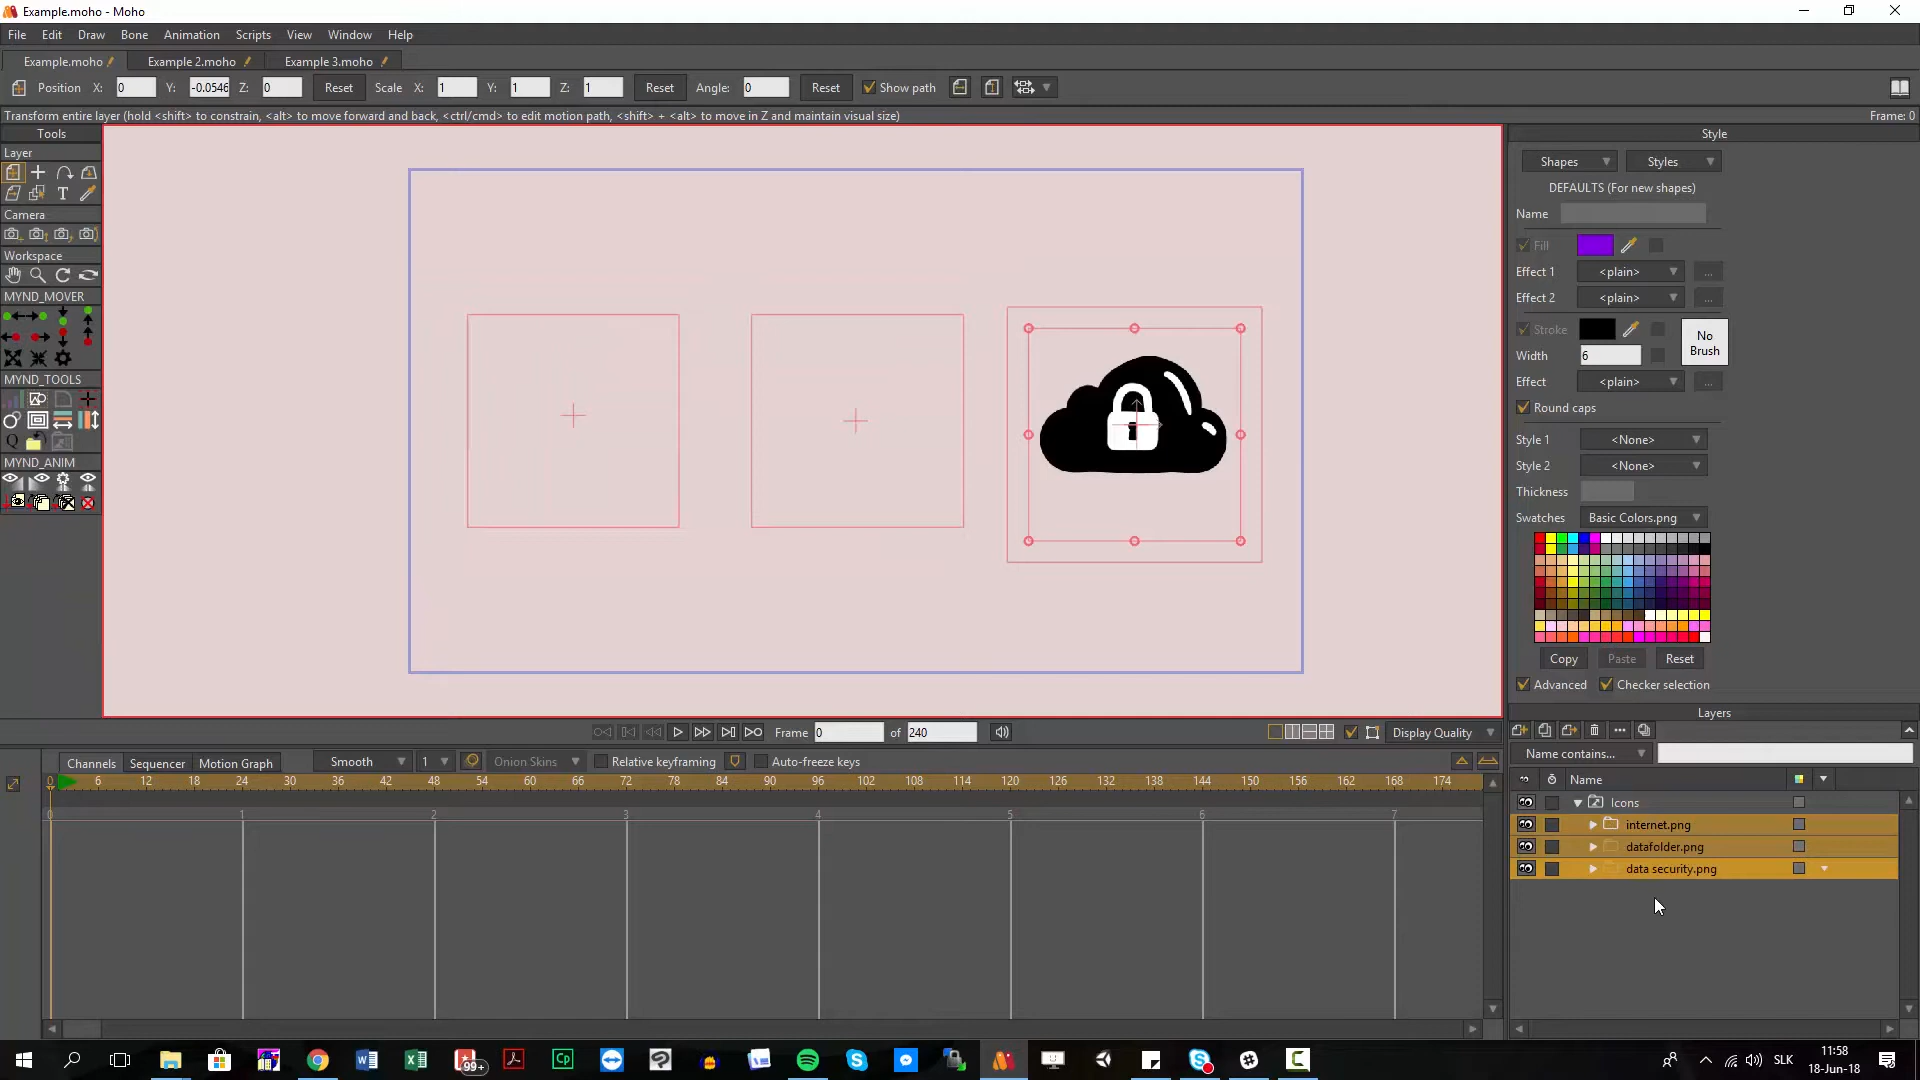 Example.moho - Moho
File Edit Draw Bone Animation Scripts View Window Help
Example.moho Example 2.moho Example 3.moho
Position X: 0 Y: -0.0546 Z: 0 Reset Scale X: 1 Y: 1 Z: 1 Reset Angle: 0 Reset Show path
Transform entire layer (hold <shift> to constrain, <alt> to move forward and back, <ctrl/cmd> to edit motion path, <shift> + <alt> to move in Z and maintain visual size) Frame: 0
Tools
Layer
T
Camera
Workspace
MYND_MOVER
MYND_TOOLS
Q
MYND_ANIM
Style
Shapes Styles
DEFAULTS (For new shapes)
Name
Fill
Effect 1 <plain> ...
Effect 2 <plain> ...
Stroke
No Brush
Width 6
Effect <plain> ...
Round caps
Style 1 <None>
Style 2 <None>
Thickness
Swatches Basic Colors.png
Copy Paste Reset
Advanced Checker selection
Frame 0 of 240 Display Quality
Channels Sequencer Motion Graph Smooth 1 Onion Skins Relative keyframing Auto-freeze keys
0 6 12 18 24 30 36 42 48 54 60 66 72 78 84 90 96 102 108 114 120 126 132 138 144 150 156 162 168 174
0 1 2 3 4 5 6 7
Layers
Name contains...
Name
Icons
internet.png
datafolder.png
data security.png
99+
Cp
SLK
11:58
18-Jun-18